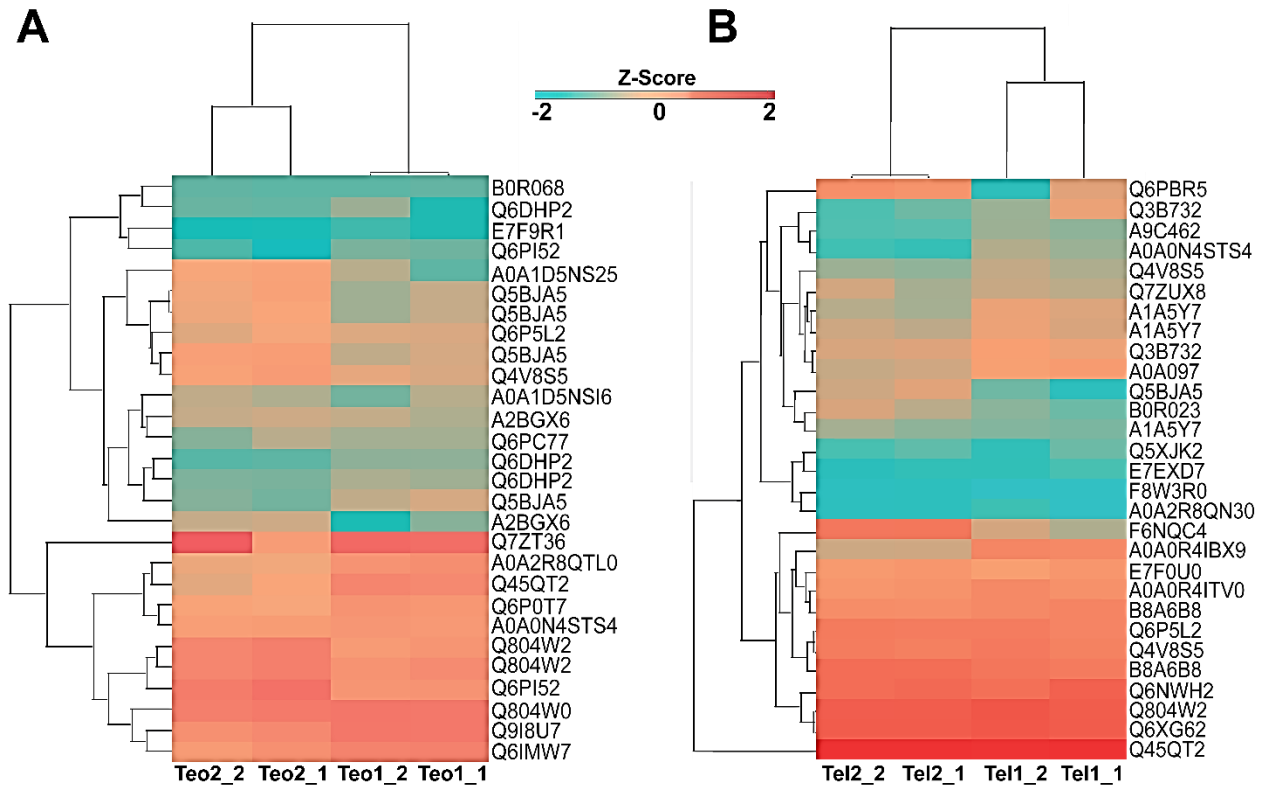 A
B
Z-Score
-2 0 2
B0R068
Q6DHP2
E7F9R1
Q6PI52
A0A1D5NS25
Q5BJA5
Q5BJA5
Q6P5L2
Q5BJA5
Q4V8S5
A0A1D5NSI6
A2BGX6
Q6PC77
Q6DHP2
Q6DHP2
Q5BJA5
A2BGX6
Q7ZT36
A0A2R8QTL0
Q45QT2
Q6P0T7
A0A0N4STS4
Q804W2
Q804W2
Q6PI52
Q804W0
Q9I8U7
Q6IMW7
Teo2_2 Teo2_1 Teo1_2 Teo1_1
Q6PBR5
Q3B732
A9C462
A0A0N4STS4
Q4V8S5
Q7ZUX8
A1A5Y7
A1A5Y7
Q3B732
A0A097
Q5BJA5
B0R023
A1A5Y7
Q5XJK2
E7EXD7
F8W3R0
A0A2R8QN30
F6NQC4
A0A0R4IBX9
E7F0U0
A0A0R4ITV0
B8A6B8
Q6P5L2
Q4V8S5
B8A6B8
Q6NWH2
Q804W2
Q6XG62
Q45QT2
Tel2_2 Tel2_1 Tel1_2 Tel1_1